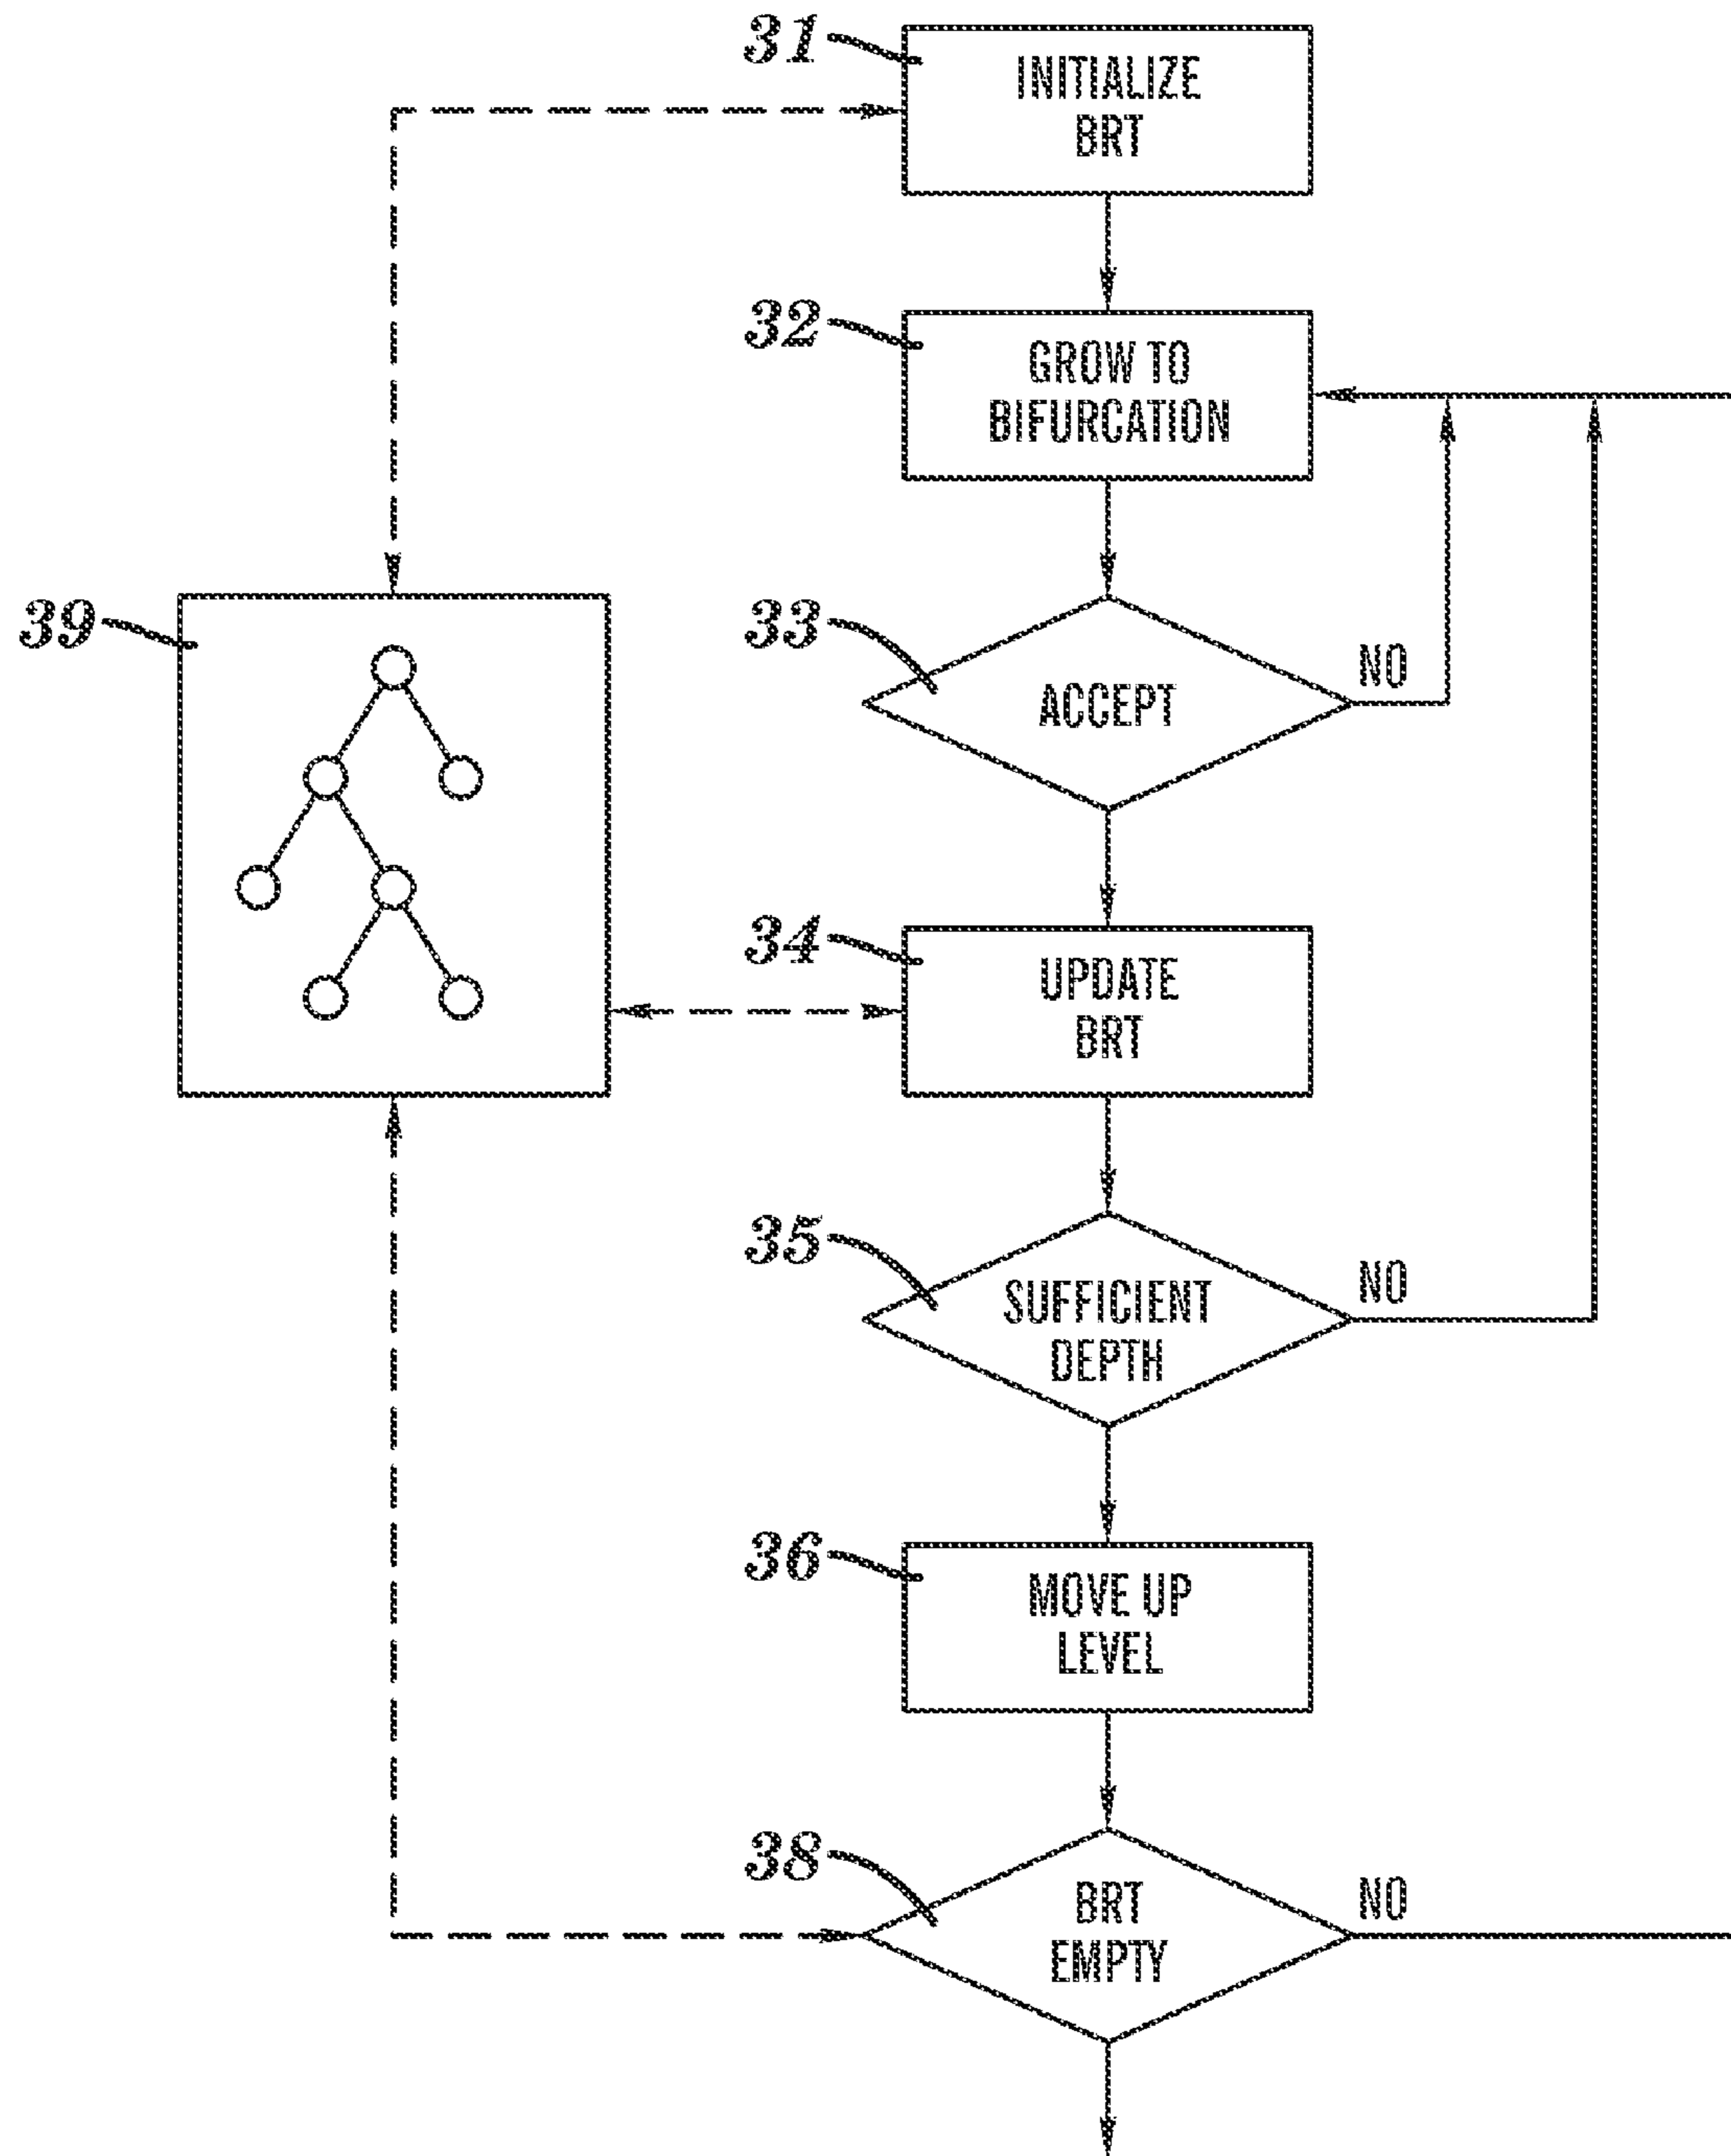 31
INITIALIZE
BRT
32
GROW TO
BIFURCATION
33
ACCEPT
NO
39
34
UPDATE
BRT
35
SUFFICIENT
DEPTH
NO
36
MOVE UP
LEVEL
38
BRT
EMPTY
NO